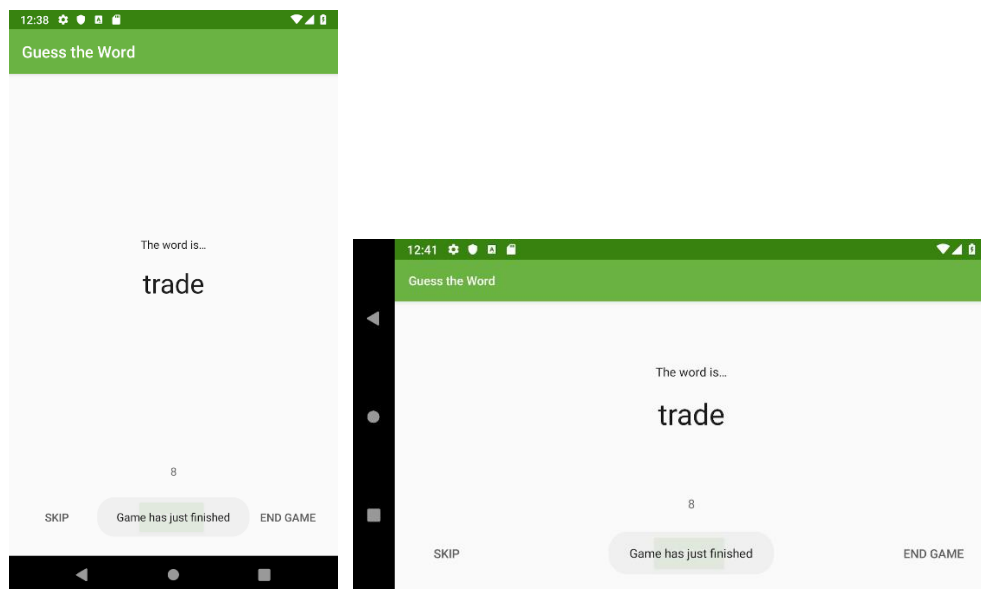 12:38
Guess the Word
The word is…
trade
8
SKIP Game has just finished END GAME
12:41
Guess the Word
The word is…
trade
8
SKIP Game has just finished END GAME